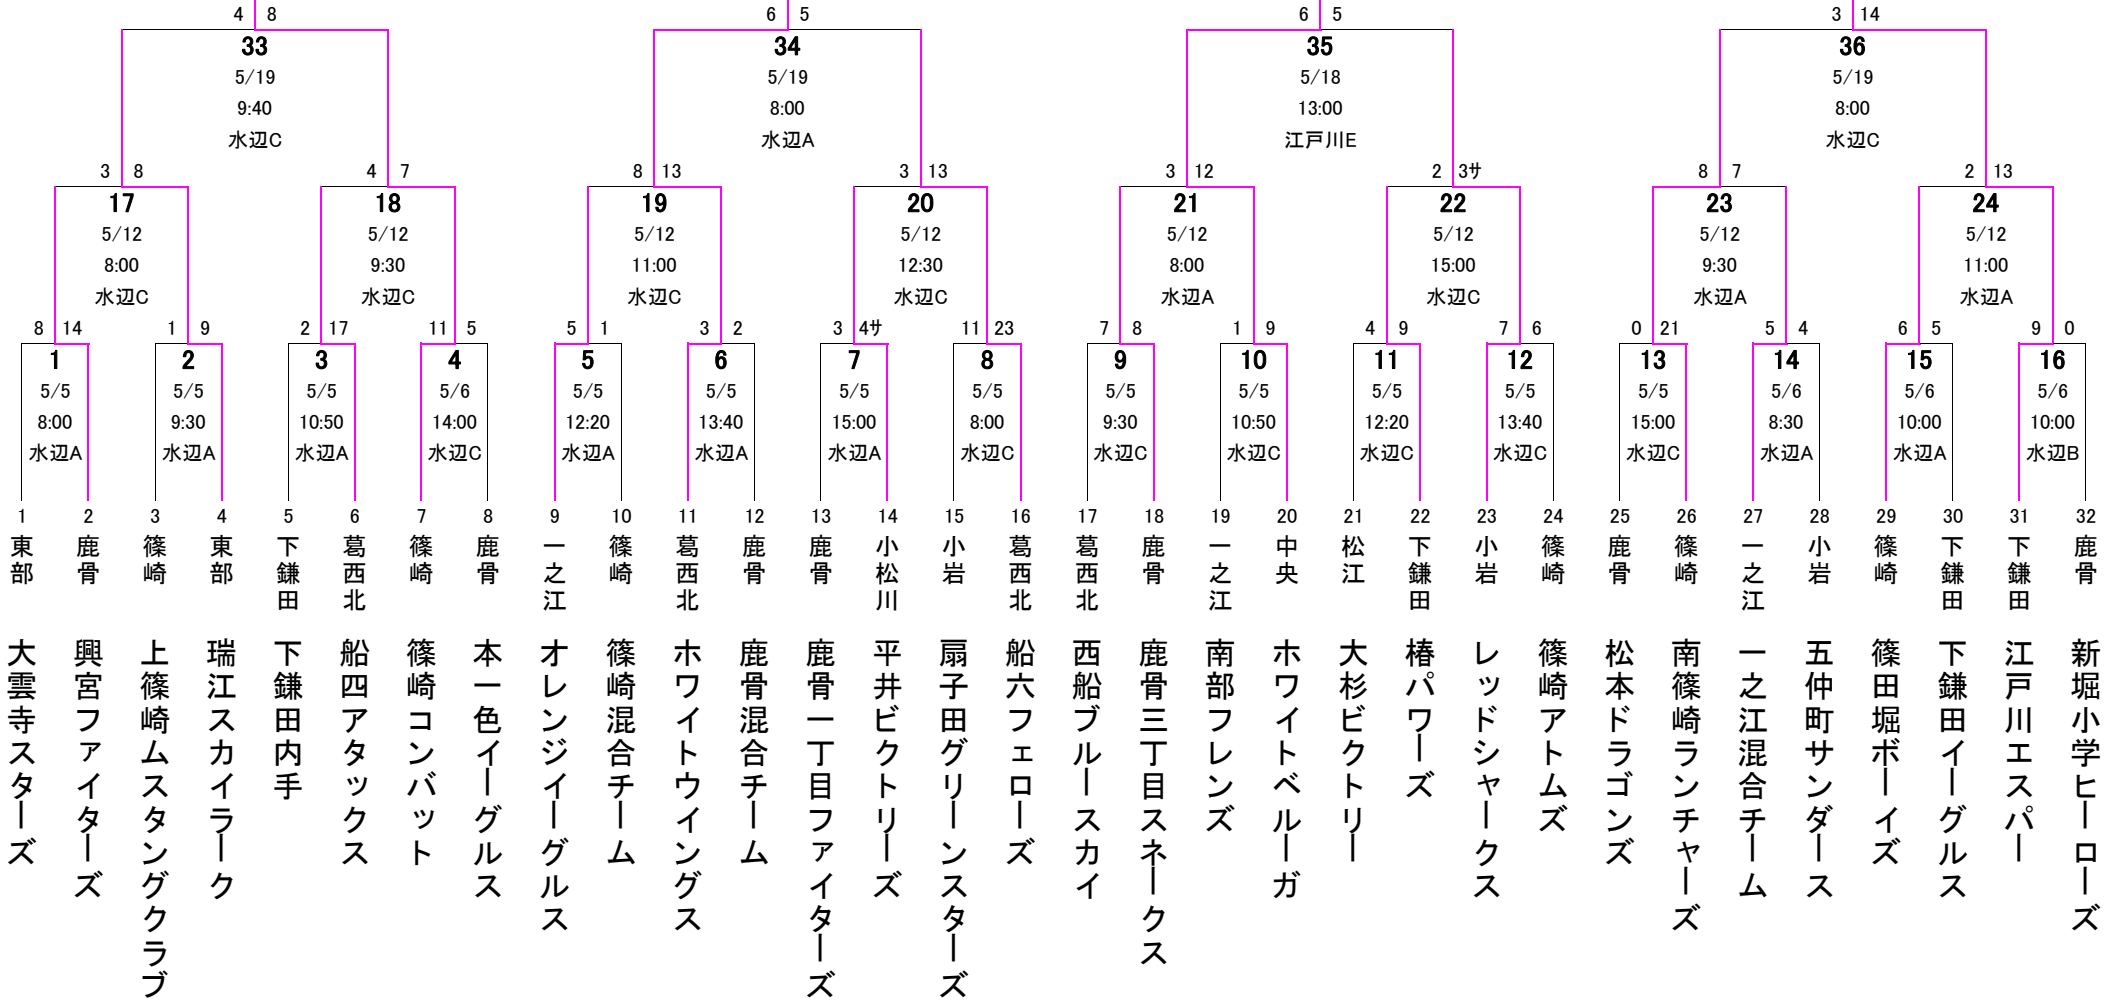 4 8 6 5 6 5 3 14
33 34 35 36
5/19 5/19 5/18 5/19
9:40 8:00 13:00 8:00
水辺C 水辺A 江戸川E 水辺C
3 8 4 7 8 13 3 13 3 12 2 3サ 8 7 2 13
17 18 19 20 21 22 23 24
5/12 5/12 5/12 5/12 5/12 5/12 5/12 5/12
8:00 9:30 11:00 12:30 8:00 15:00 9:30 11:00
水辺C 水辺C 水辺C 水辺C 水辺A 水辺C 水辺A 水辺A
8 14 1 9 2 17 11 5 5 1 3 2 3 4サ 11 23 7 8 1 9 4 9 7 6 0 21 5 4 6 5 9 0
1 2 3 4 5 6 7 8 9 10 11 12 13 14 15 16
5/5 5/5 5/5 5/6 5/5 5/5 5/5 5/5 5/5 5/5 5/5 5/5 5/5 5/6 5/6 5/6
8:00 9:30 10:50 14:00 12:20 13:40 15:00 8:00 9:30 10:50 12:20 13:40 15:00 8:30 10:00 10:00
水辺A 水辺A 水辺A 水辺C 水辺A 水辺A 水辺A 水辺C 水辺C 水辺C 水辺C 水辺C 水辺C 水辺A 水辺A 水辺B
1 2 3 4 5 6 7 8 9 10 11 12 13 14 15 16 17 18 19 20 21 22 23 24 25 26 27 28 29 30 31 32
東部
鹿骨
篠崎
東部
下鎌田
葛西北
篠崎
鹿骨
一之江
篠崎
葛西北
鹿骨
鹿骨
小松川
小岩
葛西北
葛西北
鹿骨
一之江
中央
松江
下鎌田
小岩
篠崎
鹿骨
篠崎
一之江
小岩
篠崎
下鎌田
下鎌田
鹿骨
大雲寺スターズ
興宮ファイターズ
上篠崎ムスタングクラブ
瑞江スカイラーク
下鎌田内手
船四アタックス
篠崎コンバット
本一色イーグルス
オレンジイーグルス
篠崎混合チーム
ホワイトウイングス
鹿骨混合チーム
鹿骨一丁目ファイターズ
平井ビクトリーズ
扇子田グリーンスターズ
船六フェローズ
西船ブルースカイ
鹿骨三丁目スネークス
南部フレンズ
ホワイトベルーガ
大杉ビクトリー
椿パワーズ
レッドシャークス
篠崎アトムズ
松本ドラゴンズ
南篠崎ランチャーズ
一之江混合チーム
五仲町サンダース
篠田堀ボーイズ
下鎌田イーグルス
江戸川エスパー
新堀小学ヒーローズ